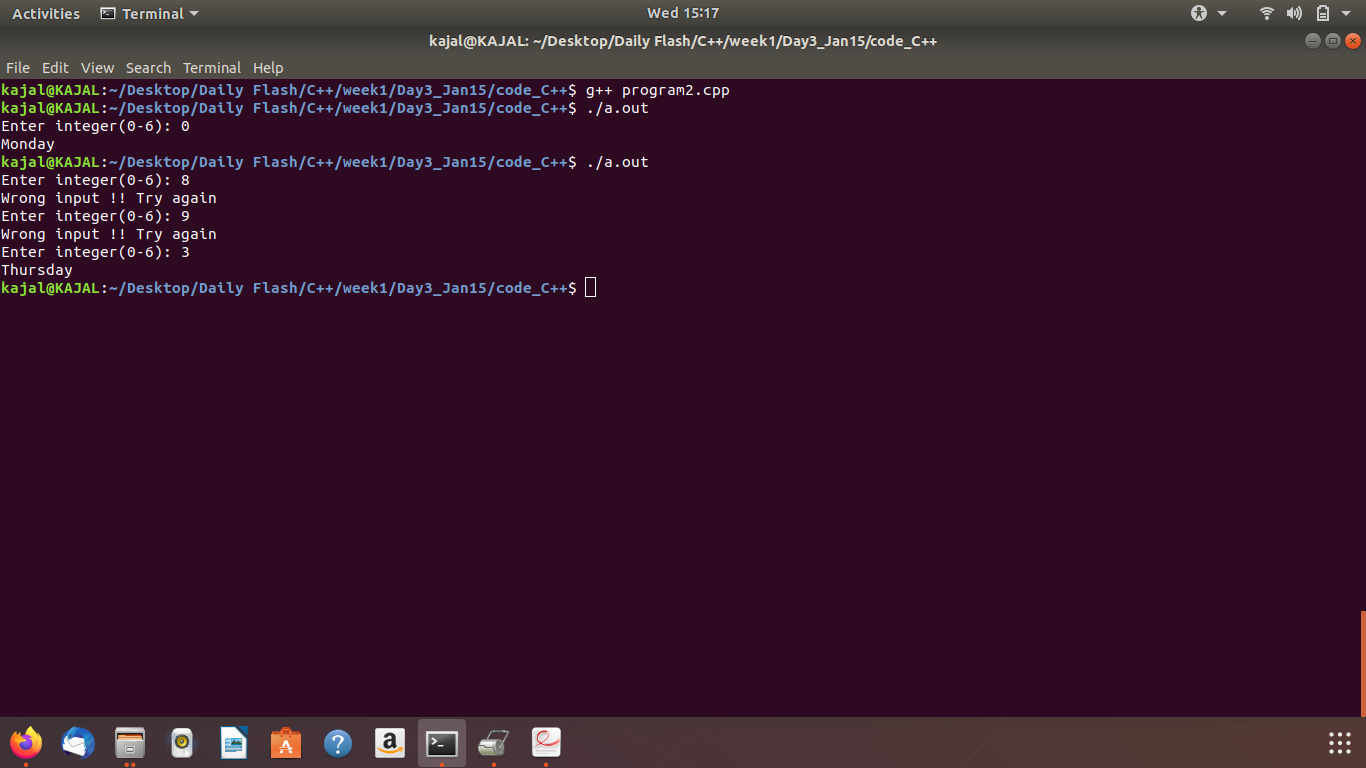 Activities Terminal Wed 15:17
kajal@KAJAL: ~/Desktop/Daily Flash/C++/week1/Day3_Jan15/code_C++
File Edit View Search Terminal Help
kajal@KAJAL:~/Desktop/Daily Flash/C++/week1/Day3_Jan15/code_C++$ g++ program2.cpp
kajal@KAJAL:~/Desktop/Daily Flash/C++/week1/Day3_Jan15/code_C++$ ./a.out
Enter integer(0-6): 0
Monday
kajal@KAJAL:~/Desktop/Daily Flash/C++/week1/Day3_Jan15/code_C++$ ./a.out
Enter integer(0-6): 8
Wrong input !! Try again
Enter integer(0-6): 9
Wrong input !! Try again
Enter integer(0-6): 3
Thursday
kajal@KAJAL:~/Desktop/Daily Flash/C++/week1/Day3_Jan15/code_C++$